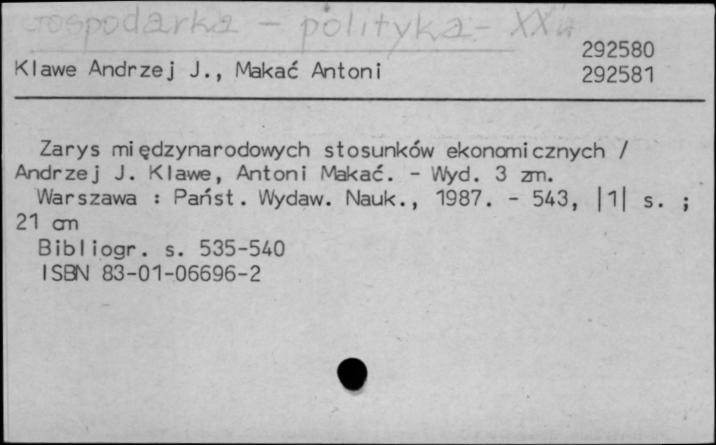 Gospodarka - polityka - XX w
292580
Klawe Andrzej J., Makać Antoni
292581
Zarys międzynarodowych stosunków ekonomicznych /
Andrzej J. Klawe, Antoni Makać. - Wyd. 3 zm.
Warszawa : Państ. Wydaw. Nauk., 1987. - 543, |1| s. ;
21 cm
Bibliogr. s. 535-540
ISBN 83-01-06696-2